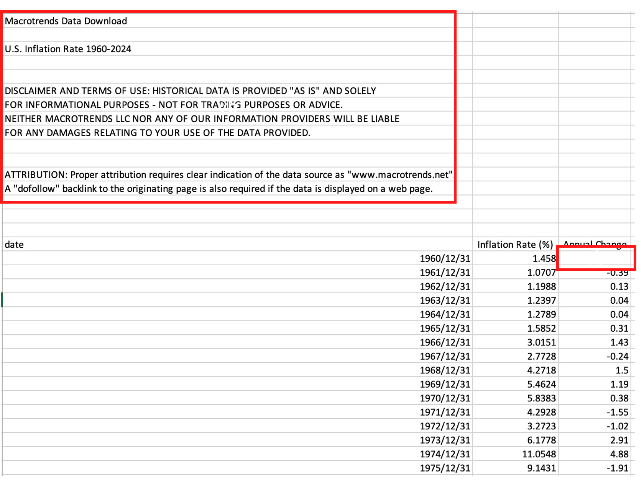 Macrotrends Data Download
U.S. Inflation Rate 1960-2024
DISCLAIMER AND TERMS OF USE: HISTORICAL DATA IS PROVIDED "AS IS" AND SOLELY
FOR INFORMATIONAL PURPOSES - NOT FOR TRADING PURPOSES OR ADVICE.
NEITHER MACROTRENDS LLC NOR ANY OF OUR INFORMATION PROVIDERS WILL BE LIABLE
FOR ANY DAMAGES RELATING TO YOUR USE OF THE DATA PROVIDED.
ATTRIBUTION: Proper attribution requires clear indication of the data source as "www.macrotrends.net"
A "dofollow" backlink to the originating page is also required if the data is displayed on a web page.
date Inflation Rate (%) Annual Change
1960/12/31 1.458
1961/12/31 1.0707 -0.39
1962/12/31 1.1988 0.13
1963/12/31 1.2397 0.04
1964/12/31 1.2789 0.04
1965/12/31 1.5852 0.31
1966/12/31 3.0151 1.43
1967/12/31 2.7728 -0.24
1968/12/31 4.2718 1.5
1969/12/31 5.4624 1.19
1970/12/31 5.8383 0.38
1971/12/31 4.2928 -1.55
1972/12/31 3.2723 -1.02
1973/12/31 6.1778 2.91
1974/12/31 11.0548 4.88
1975/12/31 9.1431 -1.91